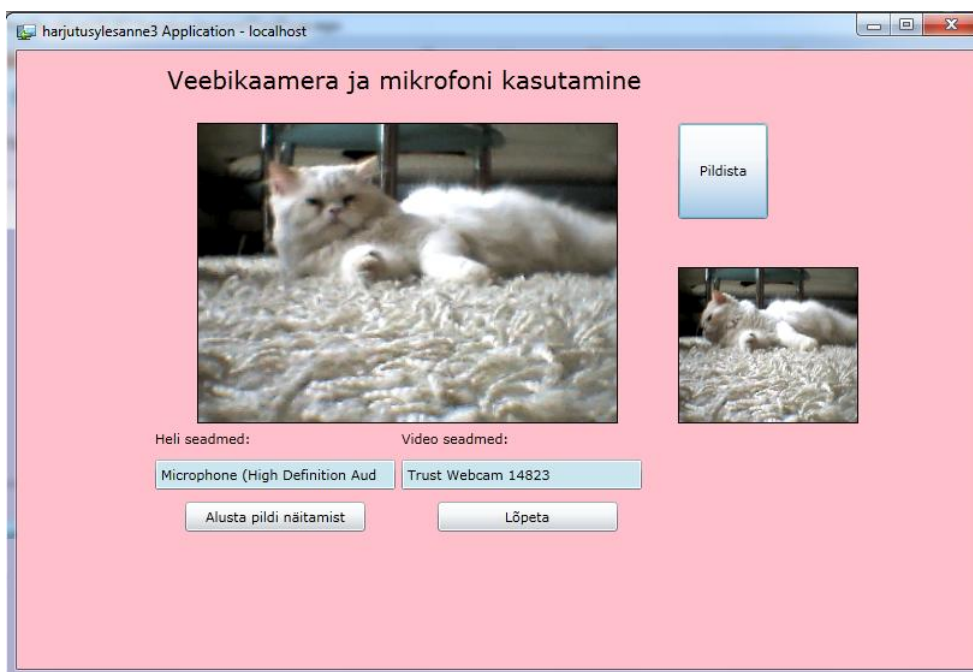 harjutusylesanne3 Application - localhost
Veebikaamera ja mikrofoni kasutamine
Pildista
Heli seadmed:
Video seadmed:
Microphone (High Definition Aud
Trust Webcam 14823
Alusta pildi näitamist
Lõpeta